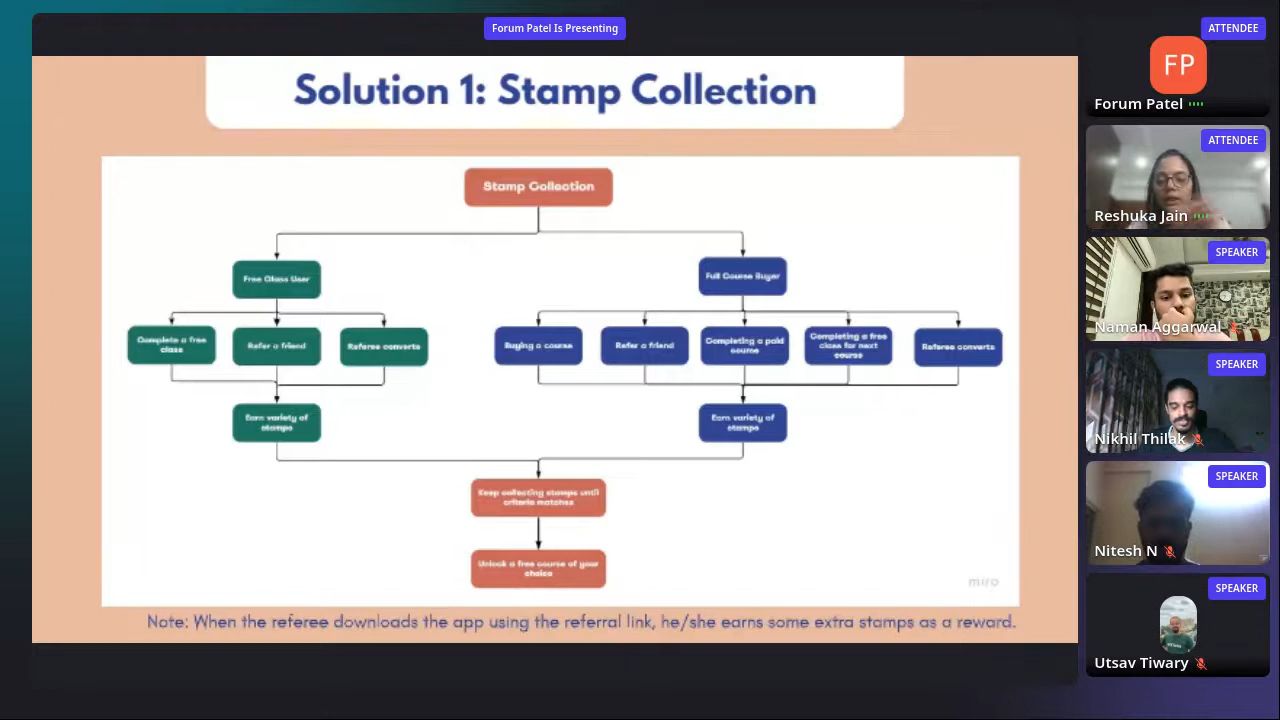 Forum Patel Is Presenting
Solution 1: Stamp Collection
Stamp Collection
Free Class User
Full Course Buyer
Complete a free
class
Refer a friend
Referee converts
Buying a course
Refer a friend
Completing a paid
course
Completing a free
class for next
course
Referee converts
Earn variety of
stamps
Earn variety of
stamps
Keep collecting stamps until
criteria matches
Unlock a free course of your
choice
miro
Note: When the referee downloads the app using the referral link, he/she earns some extra stamps as a reward.
ATTENDEE
FP
Forum Patel
ATTENDEE
Reshuka Jain
SPEAKER
Naman Aggarwal
SPEAKER
Nikhil Thilak
SPEAKER
Nitesh N
SPEAKER
Utsav Tiwary